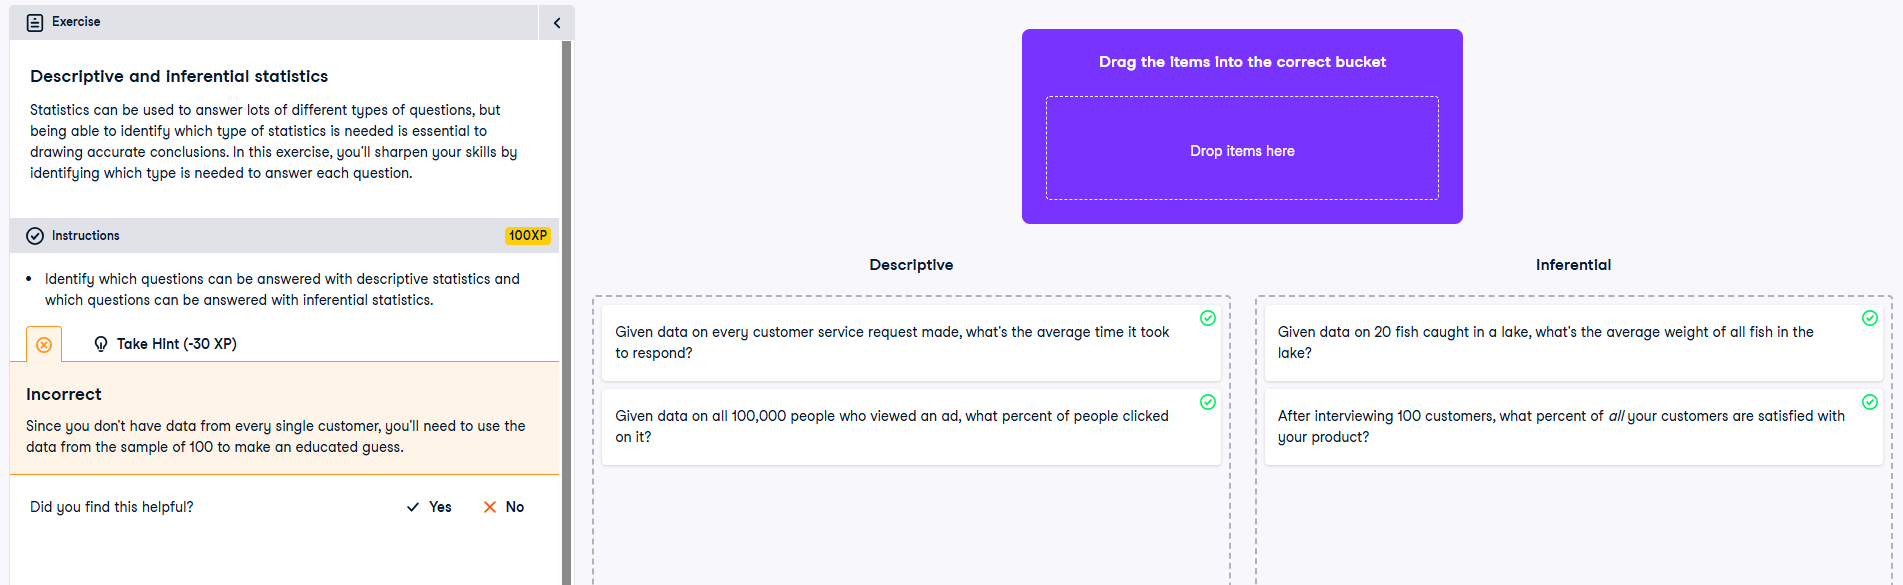 Exercise
Descriptive and inferential statistics
Statistics can be used to answer lots of different types of questions, but
being able to identify which type of statistics is needed is essential to
drawing accurate conclusions. In this exercise, you'll sharpen your skills by
identifying which type is needed to answer each question.
Instructions
100XP
Identify which questions can be answered with descriptive statistics and
which questions can be answered with inferential statistics.
Take Hint (-30 XP)
Incorrect
Since you don't have data from every single customer, you'll need to use the
data from the sample of 100 to make an educated guess.
Did you find this helpful?
Yes
No
Drag the items into the correct bucket
Drop items here
Descriptive
Given data on every customer service request made, what's the average time it took
to respond?
Given data on all 100,000 people who viewed an ad, what percent of people clicked
on it?
Inferential
Given data on 20 fish caught in a lake, what's the average weight of all fish in the
lake?
After interviewing 100 customers, what percent of all your customers are satisfied with
your product?